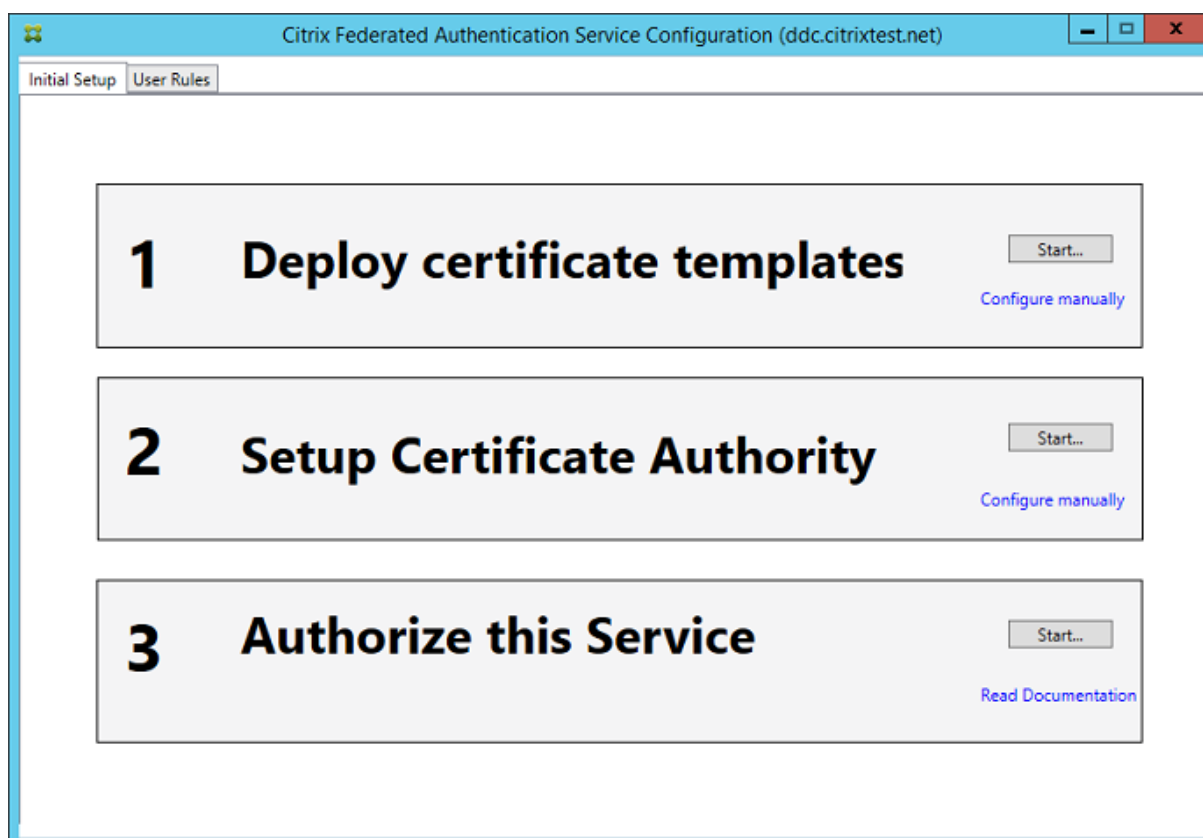 Citrix Federated Authentication Service Configuration (ddc.citrixtest.net)
Initial Setup
User Rules
1
Deploy certificate templates
Start...
Configure manually
2
Setup Certificate Authority
Start...
Configure manually
3
Authorize this Service
Start...
Read Documentation